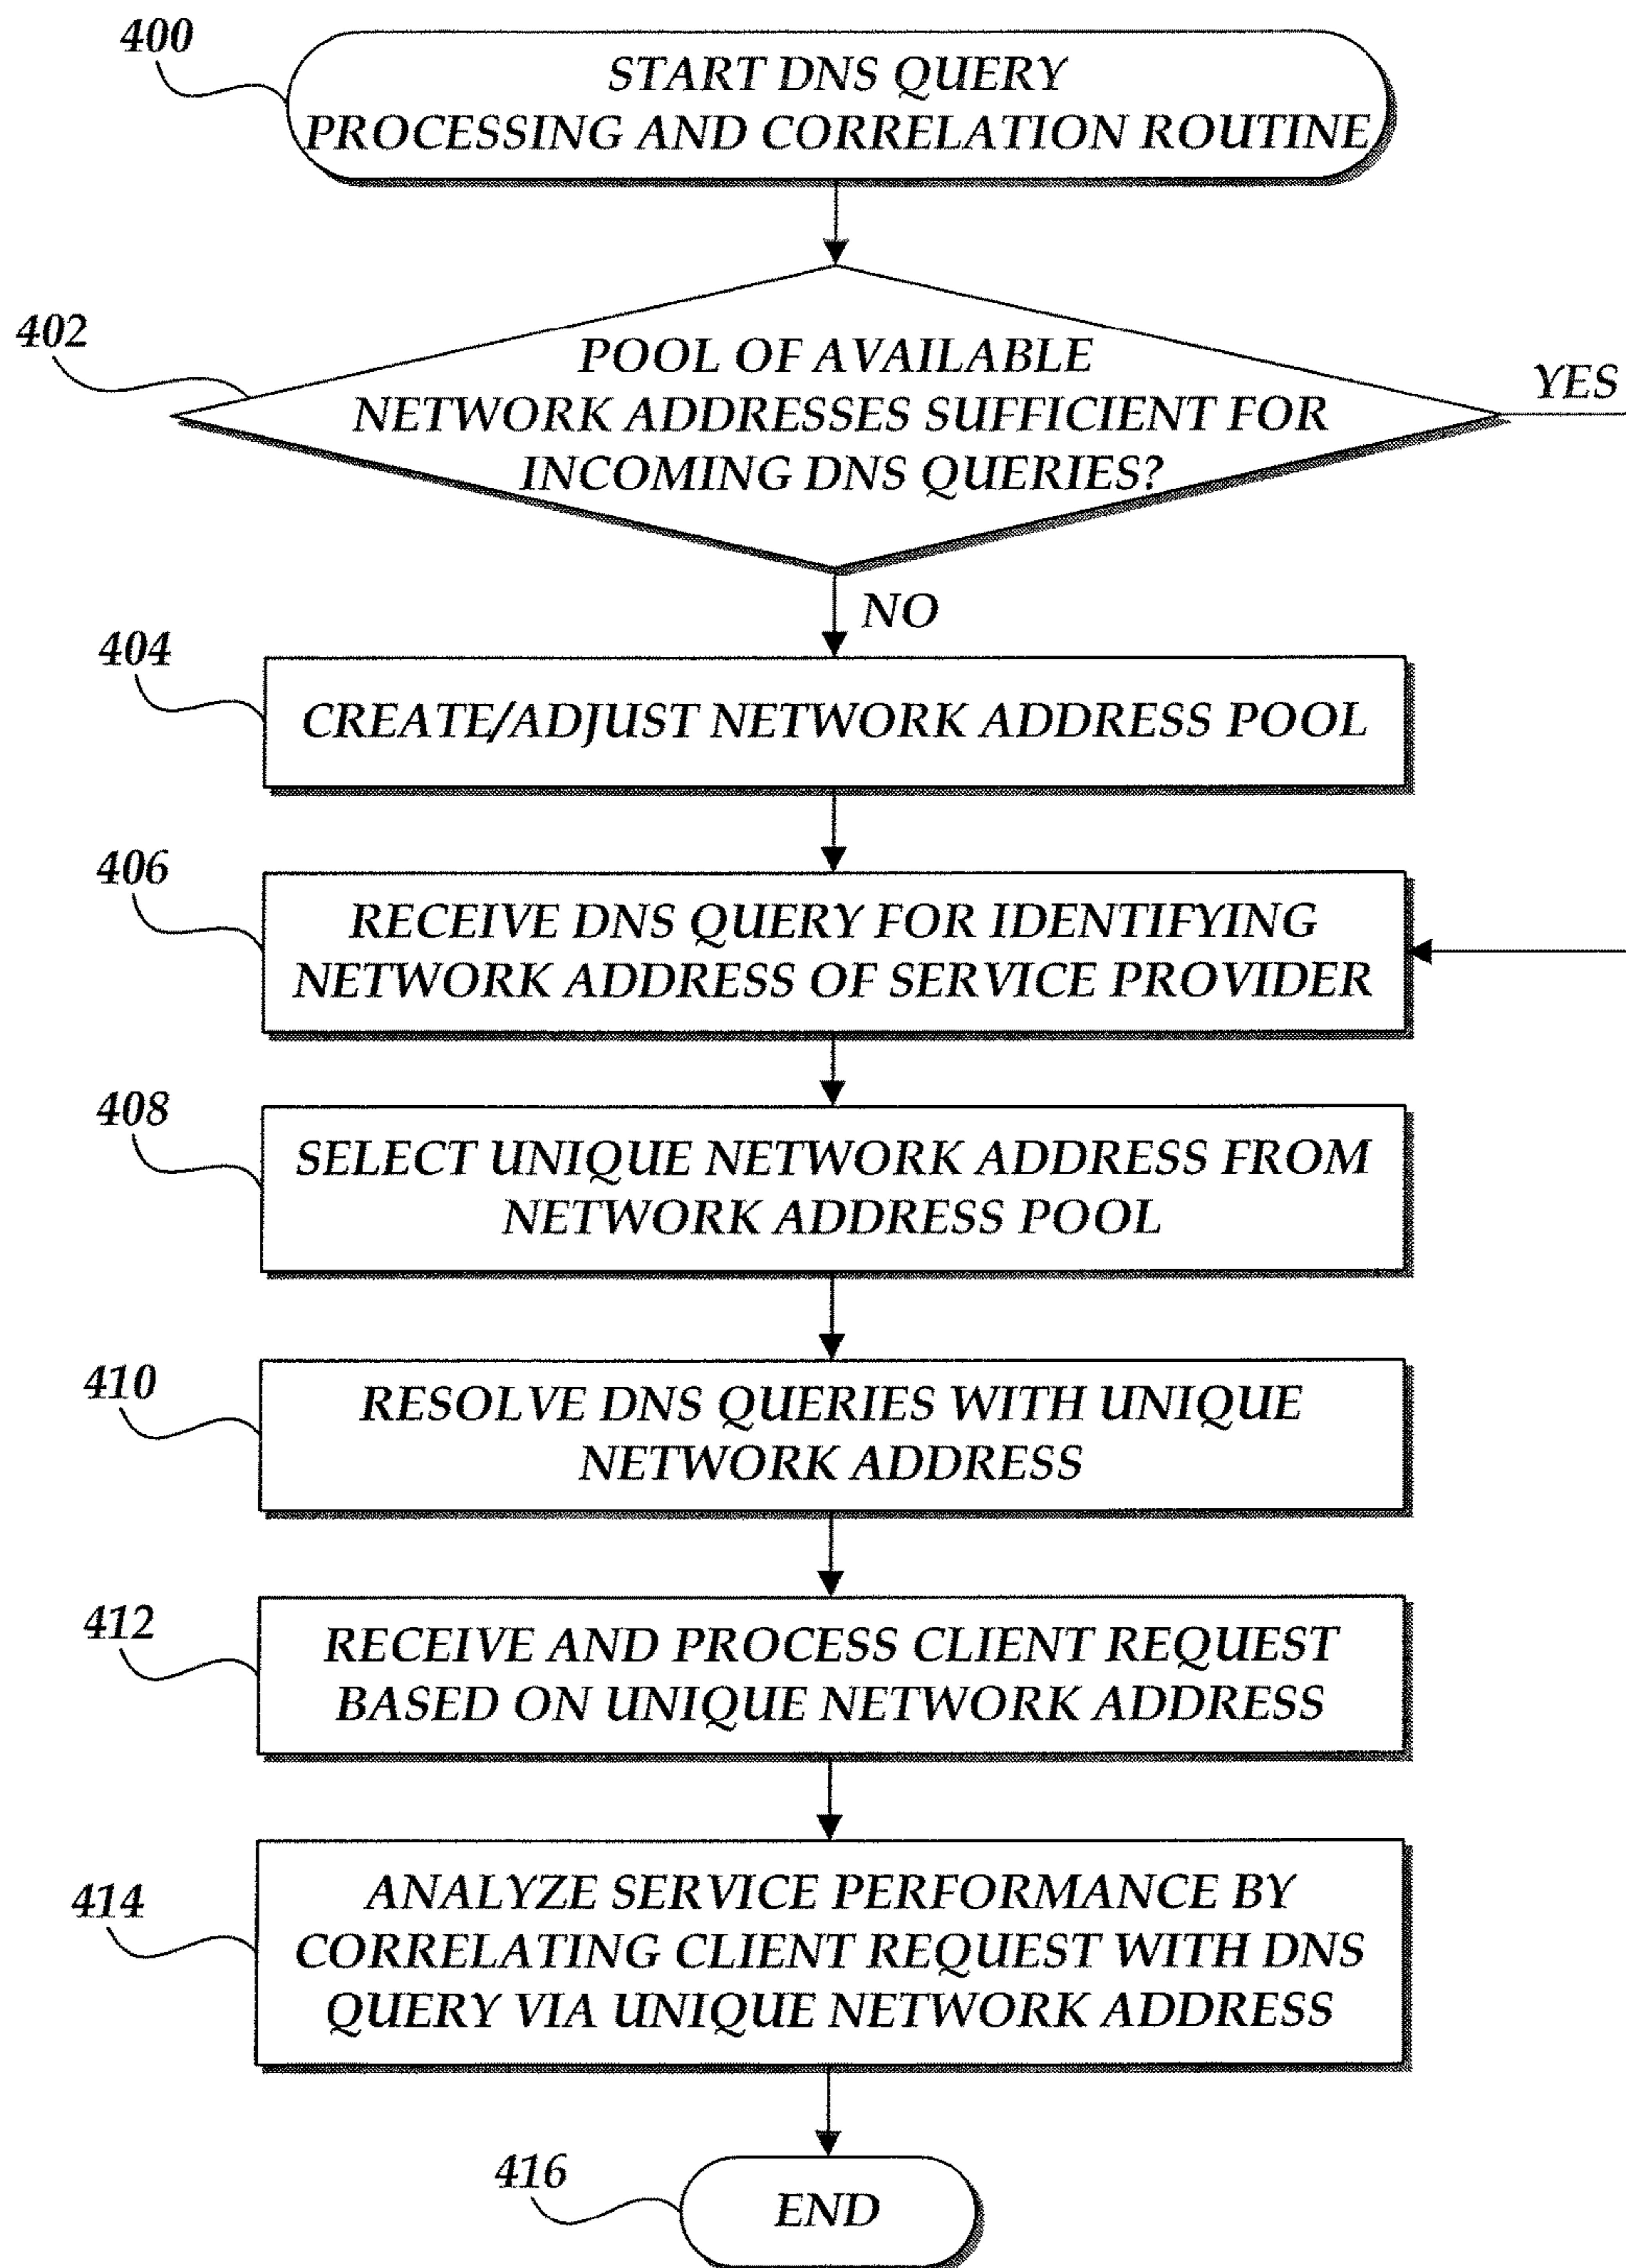 400
START DNS QUERY
PROCESSING AND CORRELATION ROUTINE
402
POOL OF AVAILABLE
NETWORK ADDRESSES SUFFICIENT FOR
INCOMING DNS QUERIES?
YES
NO
404
CREATE/ADJUST NETWORK ADDRESS POOL
406
RECEIVE DNS QUERY FOR IDENTIFYING
NETWORK ADDRESS OF SERVICE PROVIDER
408
SELECT UNIQUE NETWORK ADDRESS FROM
NETWORK ADDRESS POOL
410
RESOLVE DNS QUERIES WITH UNIQUE
NETWORK ADDRESS
412
RECEIVE AND PROCESS CLIENT REQUEST
BASED ON UNIQUE NETWORK ADDRESS
414
ANALYZE SERVICE PERFORMANCE BY
CORRELATING CLIENT REQUEST WITH DNS
QUERY VIA UNIQUE NETWORK ADDRESS
416
END